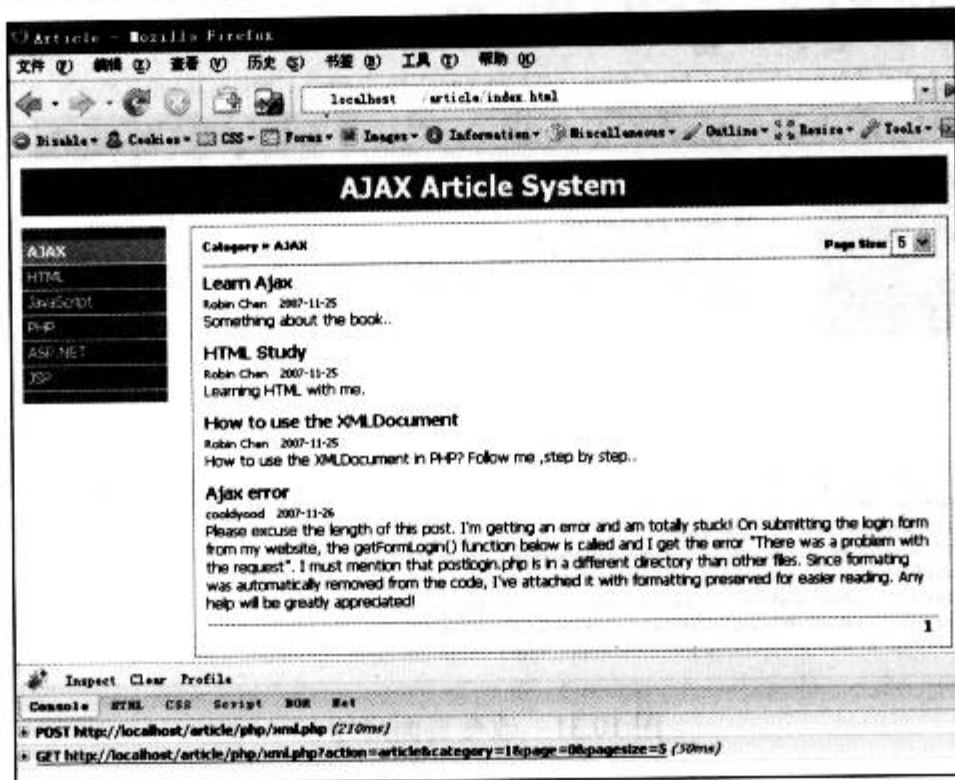 Article - Mozilla Firefox
文件 (F) 编辑 (E) 查看 (V) 历史 (S) 书签 (B) 工具 (T) 帮助 (H)
localhost /article/index.html
Disable Cookies CSS Forms Images Information Miscellaneous Outline Resize Tools
AJAX Article System
AJAX
HTML
JavaScript
PHP
ASP.NET
JSP
Category » AJAX Page Size: 5
Learn Ajax
Robin Chen 2007-11-25
Something about the book..
HTML Study
Robin Chen 2007-11-25
Learning HTML with me.
How to use the XMLDocument
Robin Chen 2007-11-25
How to use the XMLDocument in PHP? Follow me ,step by step..
Ajax error
cooldyood 2007-11-26
Please excuse the length of this post. I'm getting an error and am totally stuck! On submitting the login form
from my website, the getFormLogin() function below is called and I get the error "There was a problem with
the request". I must mention that postlogin.php is in a different directory than other files. Since formating
was automatically removed from the code, I've attached it with formatting preserved for easier reading. Any
help will be greatly appreciated!
1
Inspect Clear Profile
Console HTML CSS Script DOM Net
POST http://localhost/article/php/xml.php (210ms)
GET http://localhost/article/php/xml.php?action=article&category=1&page=0&pagesize=5 (50ms)